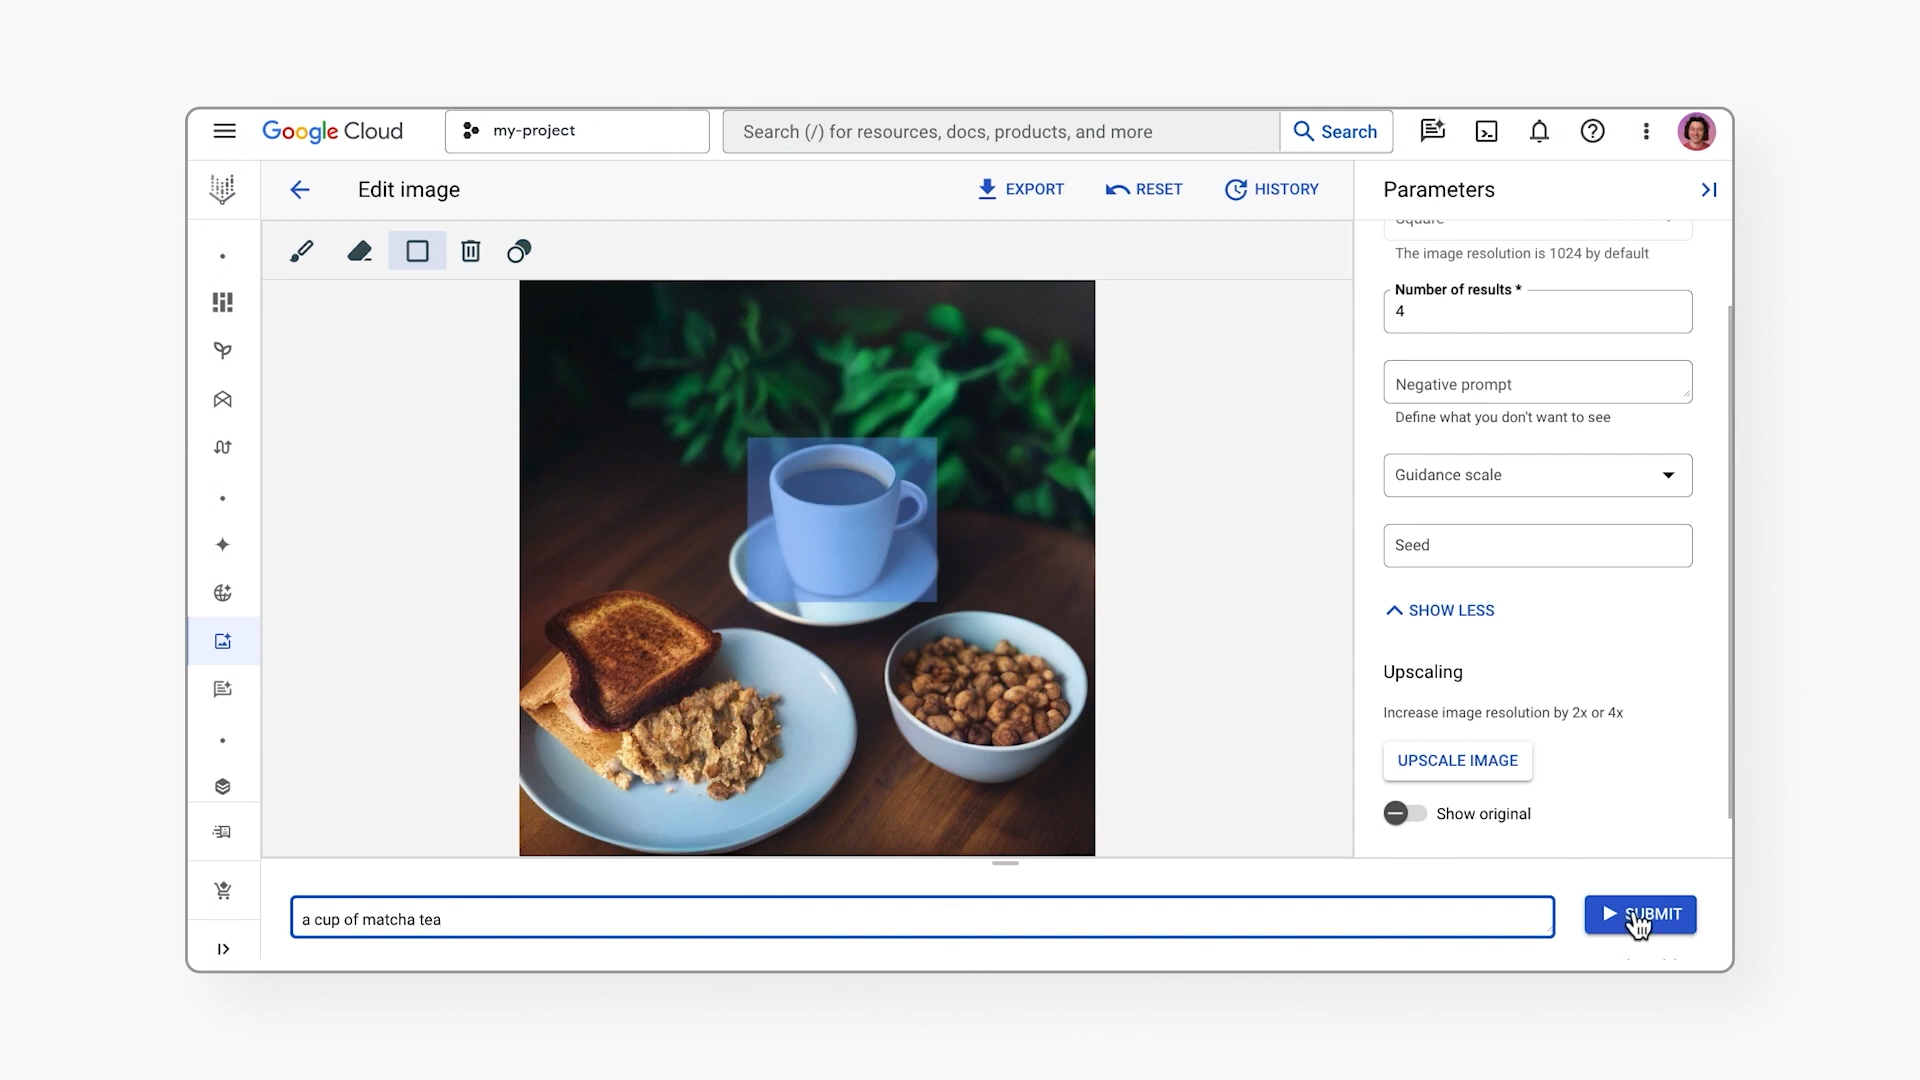 Google Cloud
my-project
Search (/) for resources, docs, products, and more
Search
Edit image
EXPORT
RESET
HISTORY
Parameters
Square
The image resolution is 1024 by default
Number of results *
4
Negative prompt
Define what you don't want to see
Guidance scale
Seed
SHOW LESS
Upscaling
Increase image resolution by 2x or 4x
UPSCALE IMAGE
Show original
a cup of matcha tea
SUBMIT